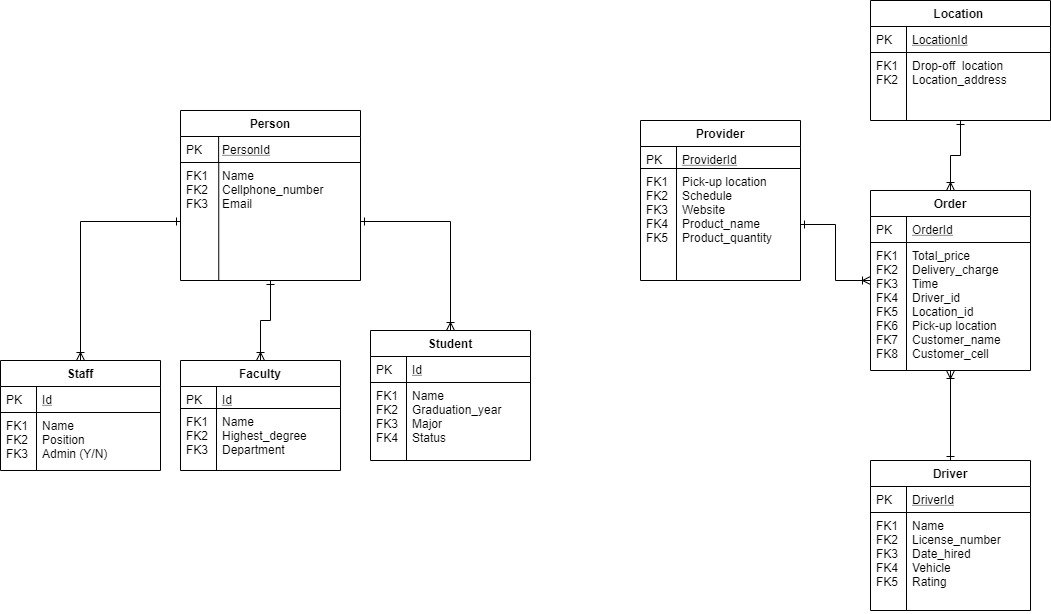 Location
PK LocationId
FK1 Drop-off location
FK2 Location_address
Person
PK PersonId
FK1 Name
FK2 Cellphone_number
FK3 Email
Provider
PK ProviderId
FK1 Pick-up location
FK2 Schedule
FK3 Website
FK4 Product_name
FK5 Product_quantity
Order
PK OrderId
FK1 Total_price
FK2 Delivery_charge
FK3 Time
FK4 Driver_id
FK5 Location_id
FK6 Pick-up location
FK7 Customer_name
FK8 Customer_cell
Staff
PK Id
FK1 Name
FK2 Position
FK3 Admin (Y/N)
Faculty
PK Id
FK1 Name
FK2 Highest_degree
FK3 Department
Student
PK Id
FK1 Name
FK2 Graduation_year
FK3 Major
FK4 Status
Driver
PK DriverId
FK1 Name
FK2 License_number
FK3 Date_hired
FK4 Vehicle
FK5 Rating